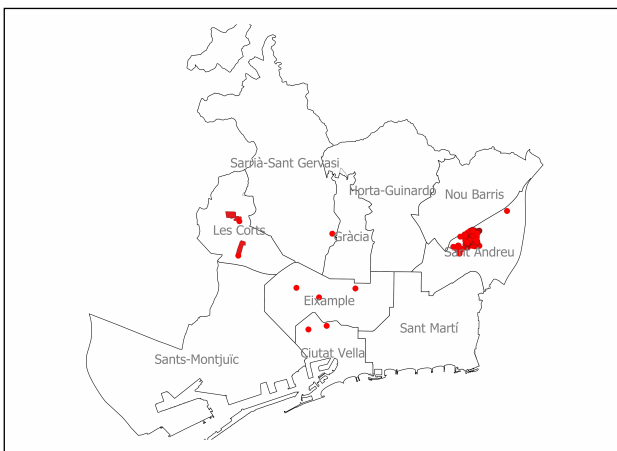 Sarrià-Sant Gervasi
Horta-Guinardó
Nou Barris
Les Corts
Gràcia
Sant Andreu
Eixample
Sant Martí
Ciutat Vella
Sants-Montjuïc